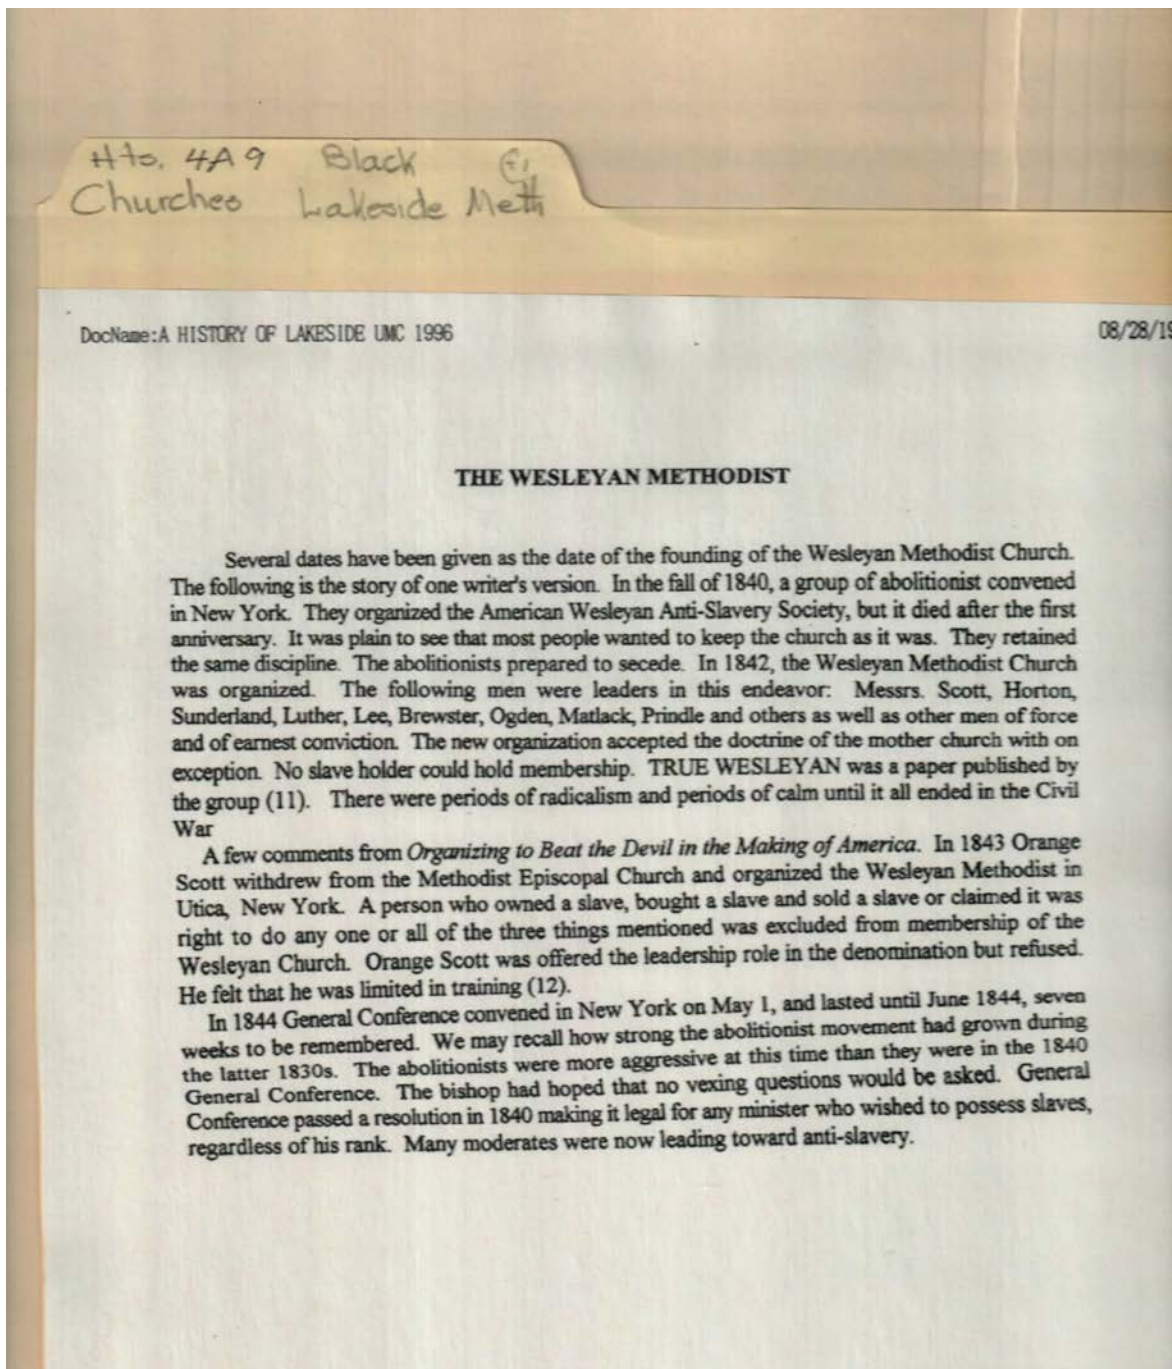 Hts. 4A9 Black
Churches Lakeside Meth
DocName:A HISTORY OF LAKESIDE UMC 1996 08/28/19
THE WESLEYAN METHODIST
Several dates have been given as the date of the founding of the Wesleyan Methodist Church.
The following is the story of one writer's version. In the fall of 1840, a group of abolitionist convened
in New York. They organized the American Wesleyan Anti-Slavery Society, but it died after the first
anniversary. It was plain to see that most people wanted to keep the church as it was. They retained
the same discipline. The abolitionists prepared to secede. In 1842, the Wesleyan Methodist Church
was organized. The following men were leaders in this endeavor: Messrs. Scott, Horton,
Sunderland, Luther, Lee, Brewster, Ogden, Matlack, Prindle and others as well as other men of force
and of earnest conviction. The new organization accepted the doctrine of the mother church with on
exception. No slave holder could hold membership. TRUE WESLEYAN was a paper published by
the group (11). There were periods of radicalism and periods of calm until it all ended in the Civil
War
A few comments from Organizing to Beat the Devil in the Making of America. In 1843 Orange
Scott withdrew from the Methodist Episcopal Church and organized the Wesleyan Methodist in
Utica, New York. A person who owned a slave, bought a slave and sold a slave or claimed it was
right to do any one or all of the three things mentioned was excluded from membership of the
Wesleyan Church. Orange Scott was offered the leadership role in the denomination but refused.
He felt that he was limited in training (12).
In 1844 General Conference convened in New York on May 1, and lasted until June 1844, seven
weeks to be remembered. We may recall how strong the abolitionist movement had grown during
the latter 1830s. The abolitionists were more aggressive at this time than they were in the 1840
General Conference. The bishop had hoped that no vexing questions would be asked. General
Conference passed a resolution in 1840 making it legal for any minister who wished to possess slaves,
regardless of his rank. Many moderates were now leading toward anti-slavery.